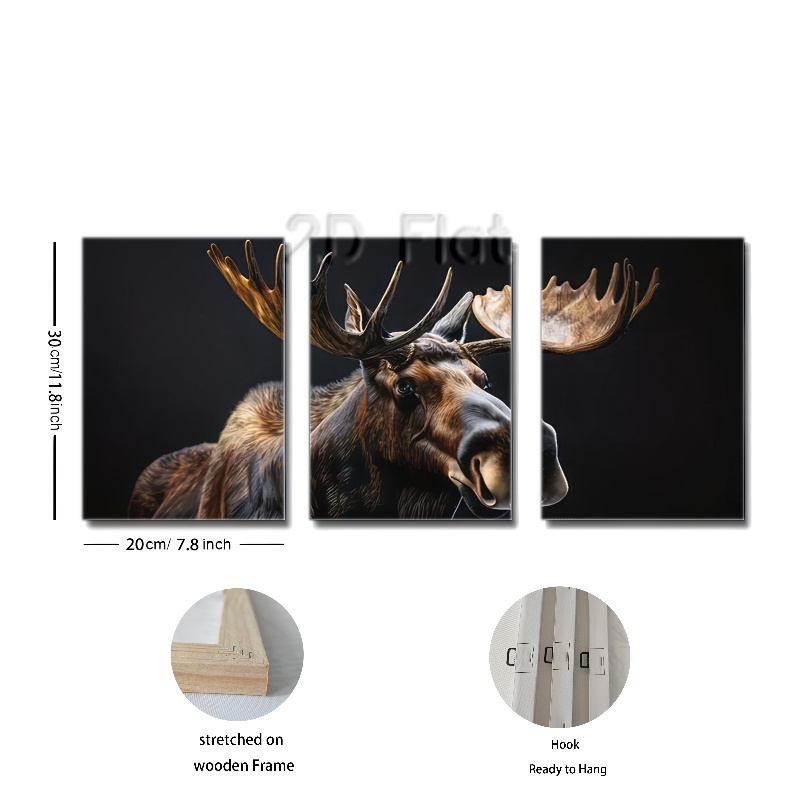 2D Flat
30cm/11.8inch
20cm/ 7.8 inch
stretched on
wooden Frame
Hook
Ready to Hang